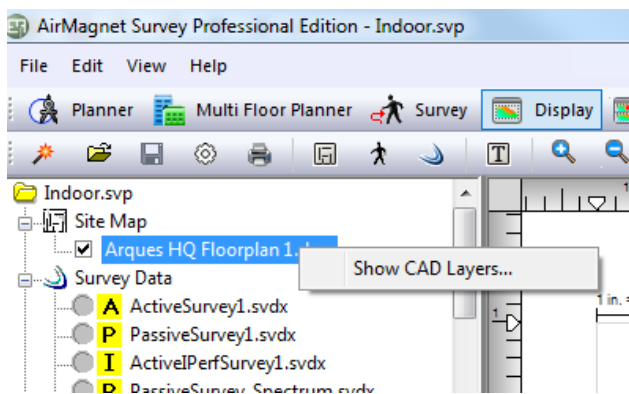 AirMagnet Survey Professional Edition - Indoor.svp
File Edit View Help
Planner Multi Floor Planner Survey Display
T
Indoor.svp
Site Map
Arques HQ Floorplan 1.
Show CAD Layers...
Survey Data
1 in. =
1
A ActiveSurvey1.svdx
P PassiveSurvey1.svdx
I ActiveIPerfSurvey1.svdx
PassiveSurvey_Spectrum.svdx